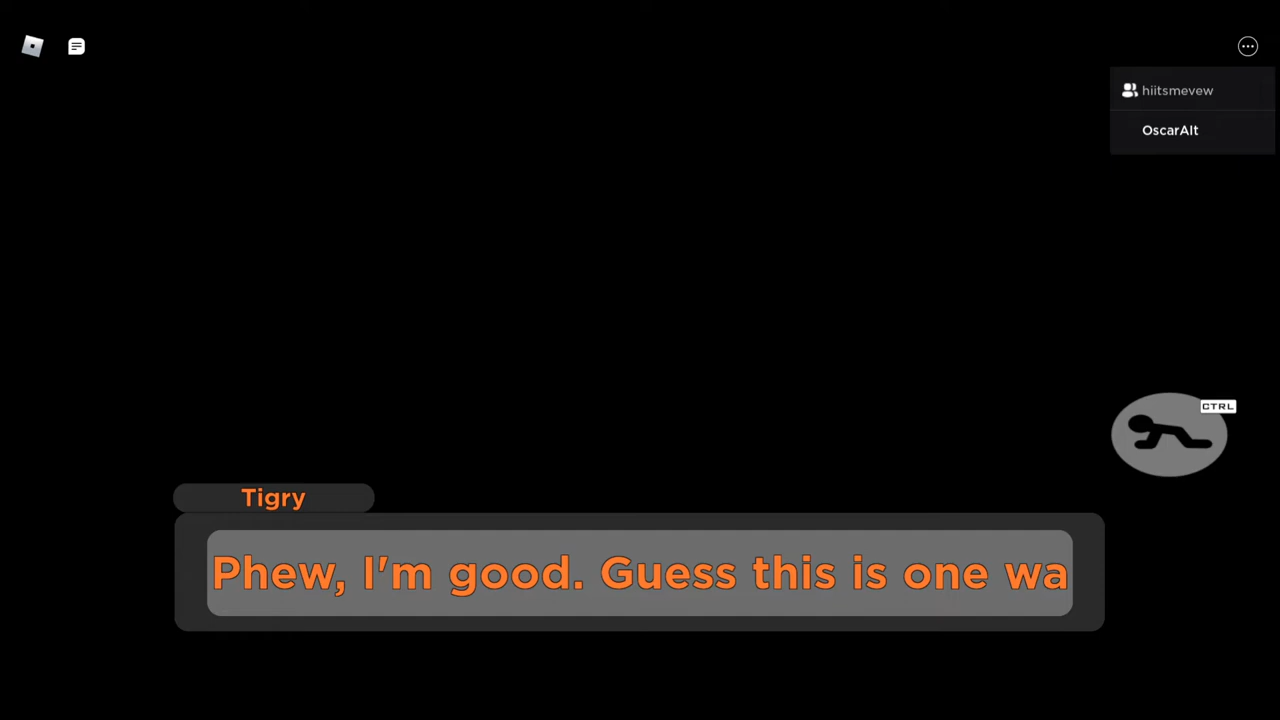 hiitsmevew
OscarAlt
CTRL
Tigry
Phew, I'm good. Guess this is one wa